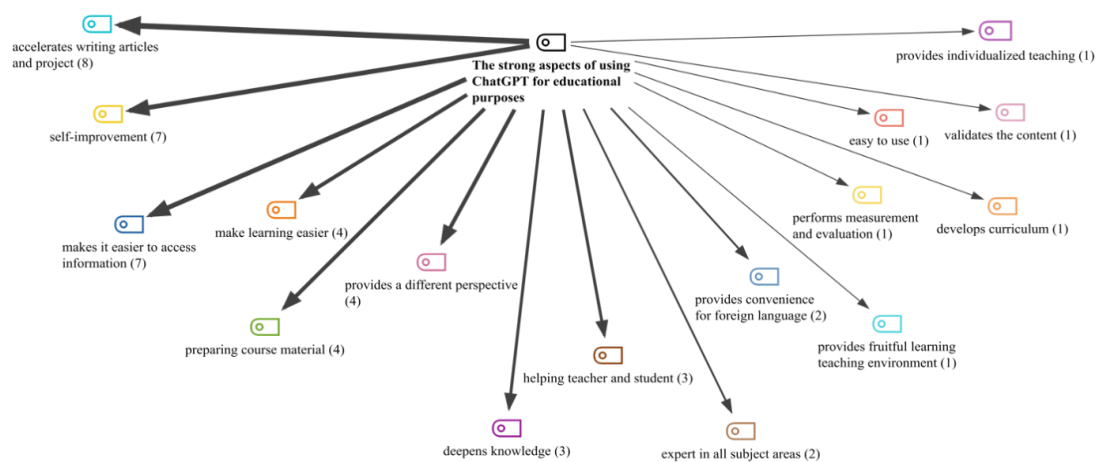 accelerates writing articles
and project (8)
The strong aspects of using
ChatGPT for educational
purposes
provides individualized teaching (1)
self-improvement (7)
easy to use (1)
validates the content (1)
makes it easier to access
information (7)
make learning easier (4)
performs measurement
and evaluation (1)
develops curriculum (1)
provides a different perspective
(4)
provides convenience
for foreign language (2)
preparing course material (4)
provides fruitful learning
teaching environment (1)
helping teacher and student (3)
deepens knowledge (3)
expert in all subject areas (2)